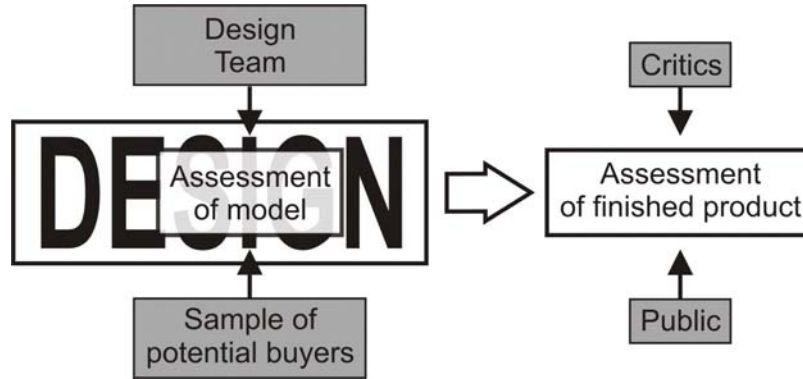 Design
Team
Critics
DESIGN
Assessment
of model
Assessment
of finished product
Sample of
potential buyers
Public